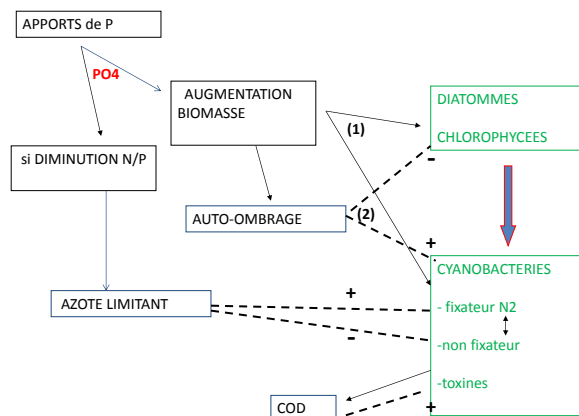 APPORTS de P
PO4
AUGMENTATION
BIOMASSE
(1)
DIATOMMES
CHLOROPHYCEES
-
si DIMINUTION N/P
AUTO-OMBRAGE
(2)
+
CYANOBACTERIES
AZOTE LIMITANT
+
-
- fixateur N2
-non fixateur
-toxines
COD
+